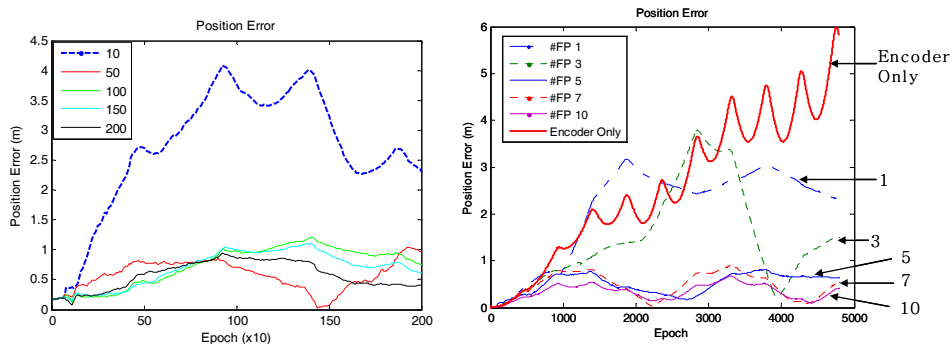 Position Error
4.5
4
3.5
3
2.5
2
1.5
1
0.5
0
0
50
100
150
200
Position Error (m)
Epoch (x10)
10
50
100
150
200
Position Error
6
5
4
3
2
1
0
0
1000
2000
3000
4000
5000
Position Error (m)
Epoch
#FP 1
#FP 3
#FP 5
#FP 7
#FP 10
Encoder Only
Encoder
Only
1
3
5
7
10